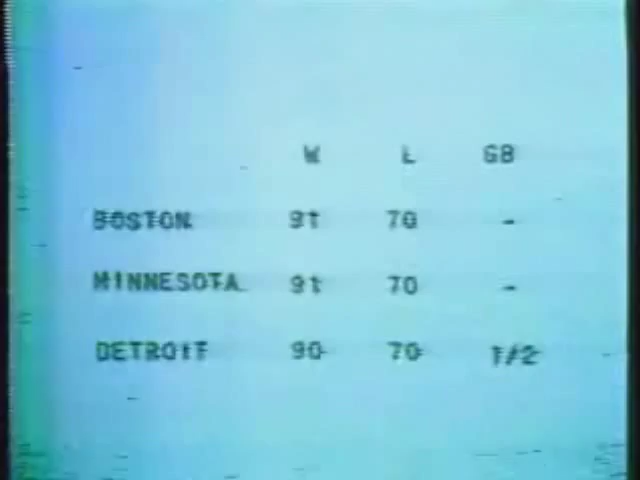 W L GB
BOSTON 91 70 -
MINNESOTA 91 70 -
DETROIT 90 70 1/2